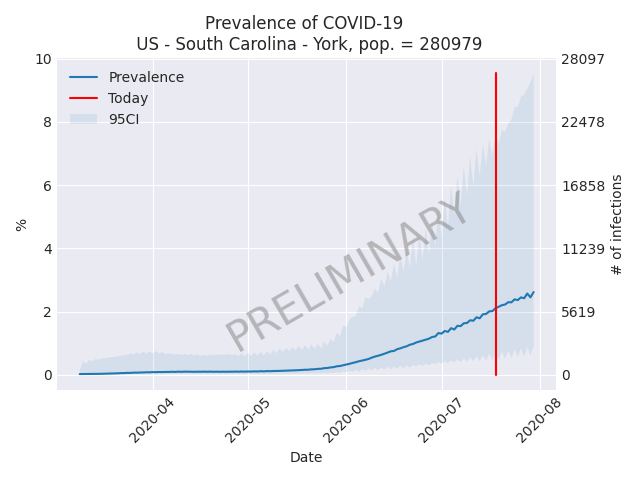 Prevalence of COVID-19
US - South Carolina - York, pop. = 280979
Prevalence
Today
95CI
PRELIMINARY
%
10
8
6
4
2
0
28097
22478
16858
11239
5619
0
# of infections
2020-04
2020-05
2020-06
2020-07
2020-08
Date